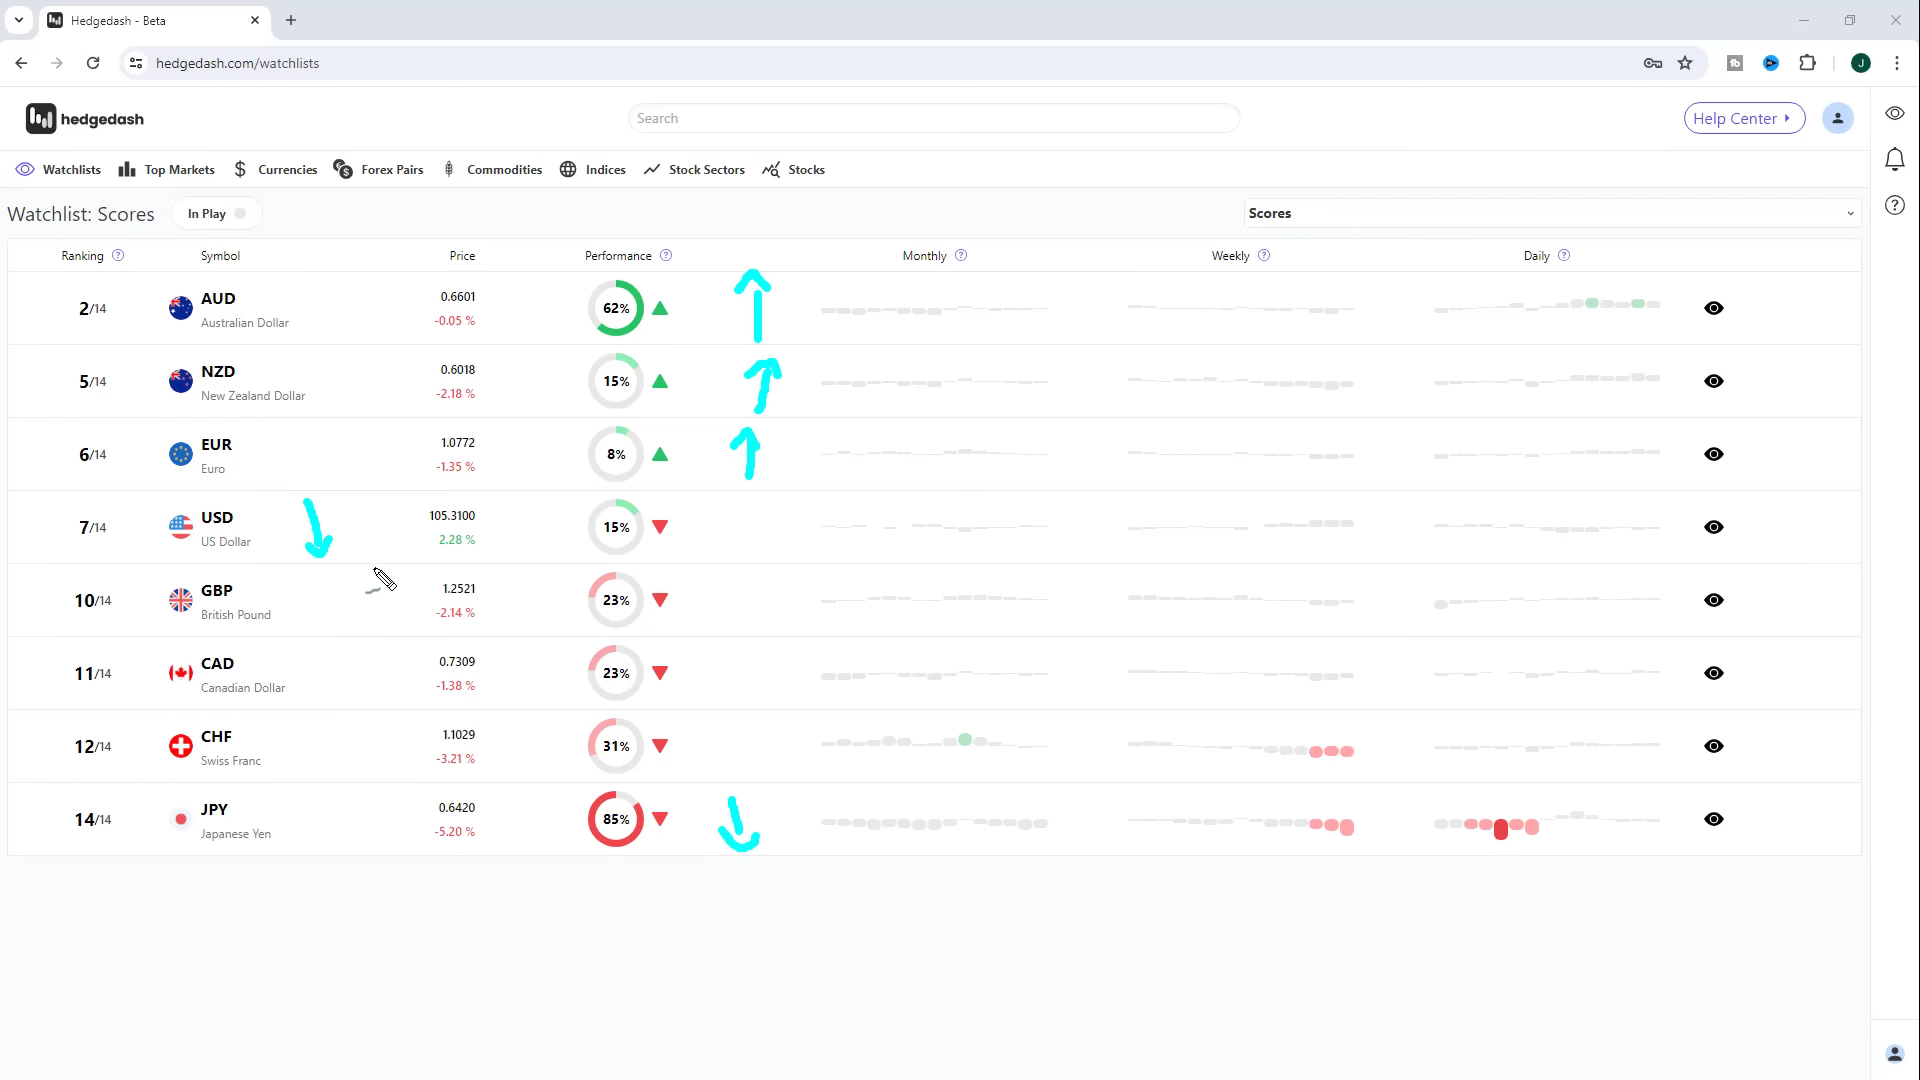 Hedgedash - Beta
hedgedash.com/watchlists
J
hedgedash
Search
Help Center
Watchlists Top Markets Currencies Forex Pairs Commodities Indices Stock Sectors Stocks
Watchlist: Scores In Play Scores
Ranking Symbol Price Performance Monthly Weekly Daily
2/14 AUD Australian Dollar 0.6601 -0.05 % 62%
5/14 NZD New Zealand Dollar 0.6018 -2.18 % 15%
6/14 EUR Euro 1.0772 -1.35 % 8%
7/14 USD US Dollar 105.3100 2.28 % 15%
10/14 GBP British Pound 1.2521 -2.14 % 23%
11/14 CAD Canadian Dollar 0.7309 -1.38 % 23%
12/14 CHF Swiss Franc 1.1029 -3.21 % 31%
14/14 JPY Japanese Yen 0.6420 -5.20 % 85%